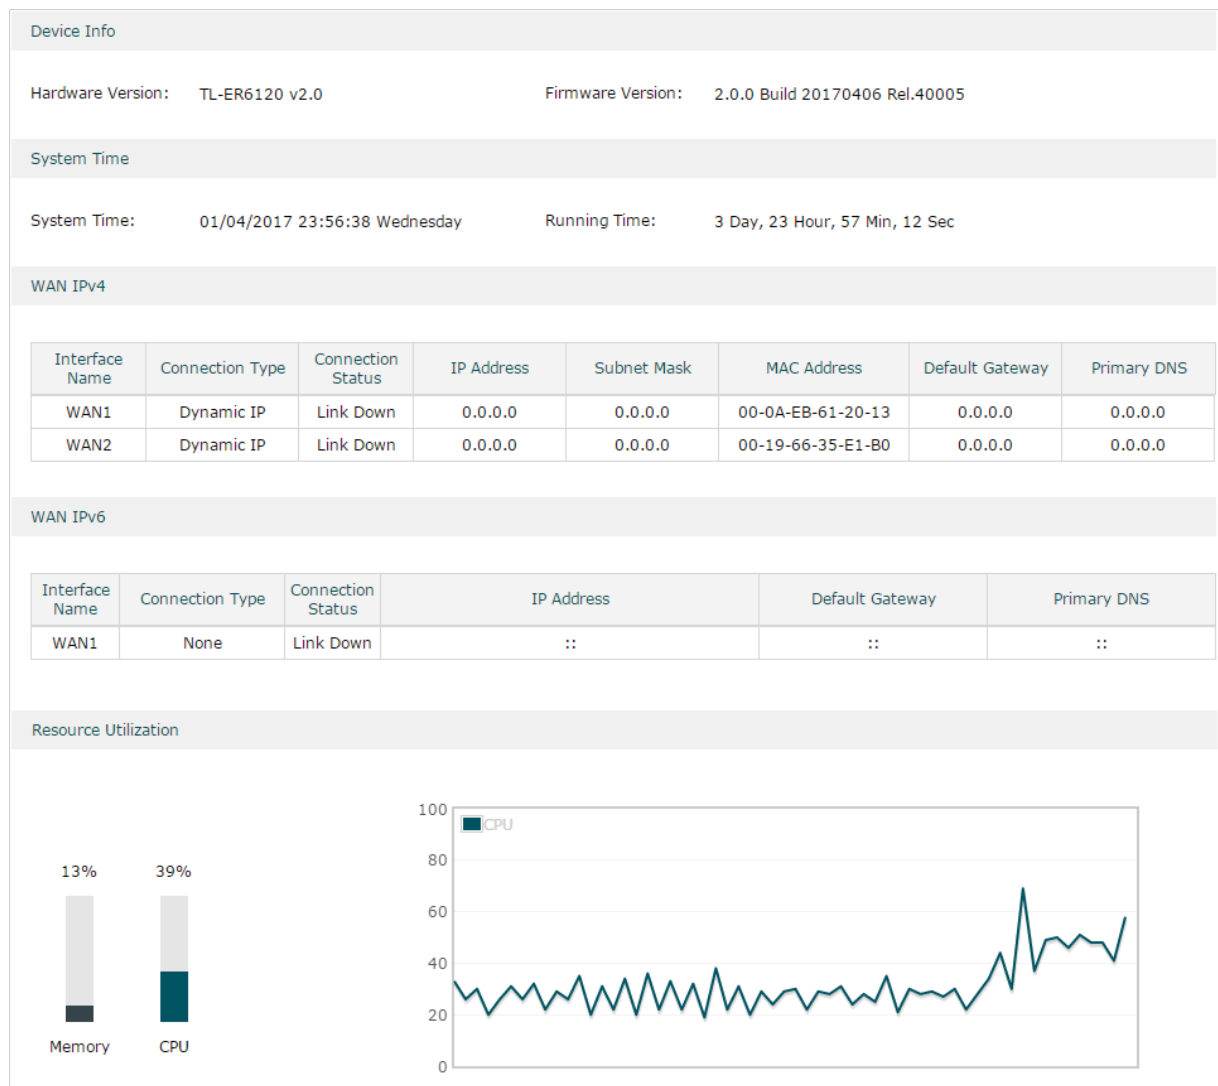 Device Info
Hardware Version: TL-ER6120 v2.0 Firmware Version: 2.0.0 Build 20170406 Rel.40005
System Time
System Time: 01/04/2017 23:56:38 Wednesday Running Time: 3 Day, 23 Hour, 57 Min, 12 Sec
WAN IPv4
Interface Name Connection Type Connection Status IP Address Subnet Mask MAC Address Default Gateway Primary DNS
WAN1 Dynamic IP Link Down 0.0.0.0 0.0.0.0 00-0A-EB-61-20-13 0.0.0.0 0.0.0.0
WAN2 Dynamic IP Link Down 0.0.0.0 0.0.0.0 00-19-66-35-E1-B0 0.0.0.0 0.0.0.0
WAN IPv6
Interface Name Connection Type Connection Status IP Address Default Gateway Primary DNS
WAN1 None Link Down :: :: ::
Resource Utilization
13% 39%
Memory CPU
100
CPU
80
60
40
20
0